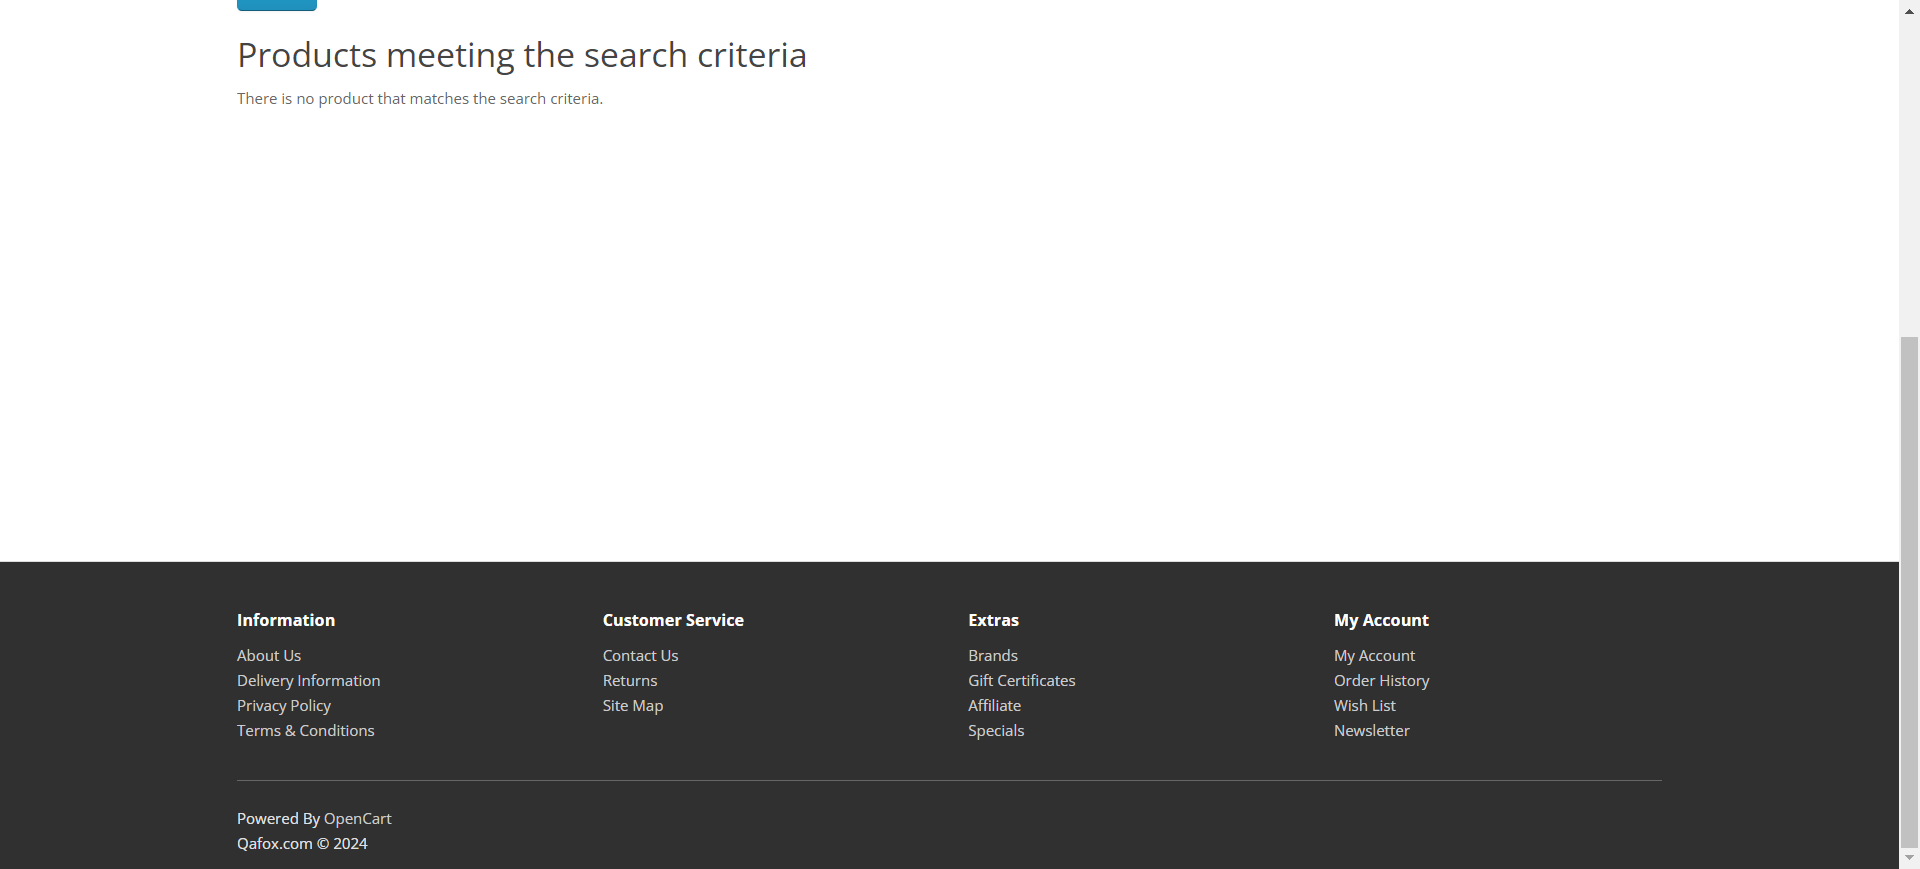 Products meeting the search criteria
There is no product that matches the search criteria.
Information
About Us
Delivery Information
Privacy Policy
Terms & Conditions
Customer Service
Contact Us
Returns
Site Map
Extras
Brands
Gift Certificates
Affiliate
Specials
My Account
My Account
Order History
Wish List
Newsletter
Powered By OpenCart
Qafox.com © 2024